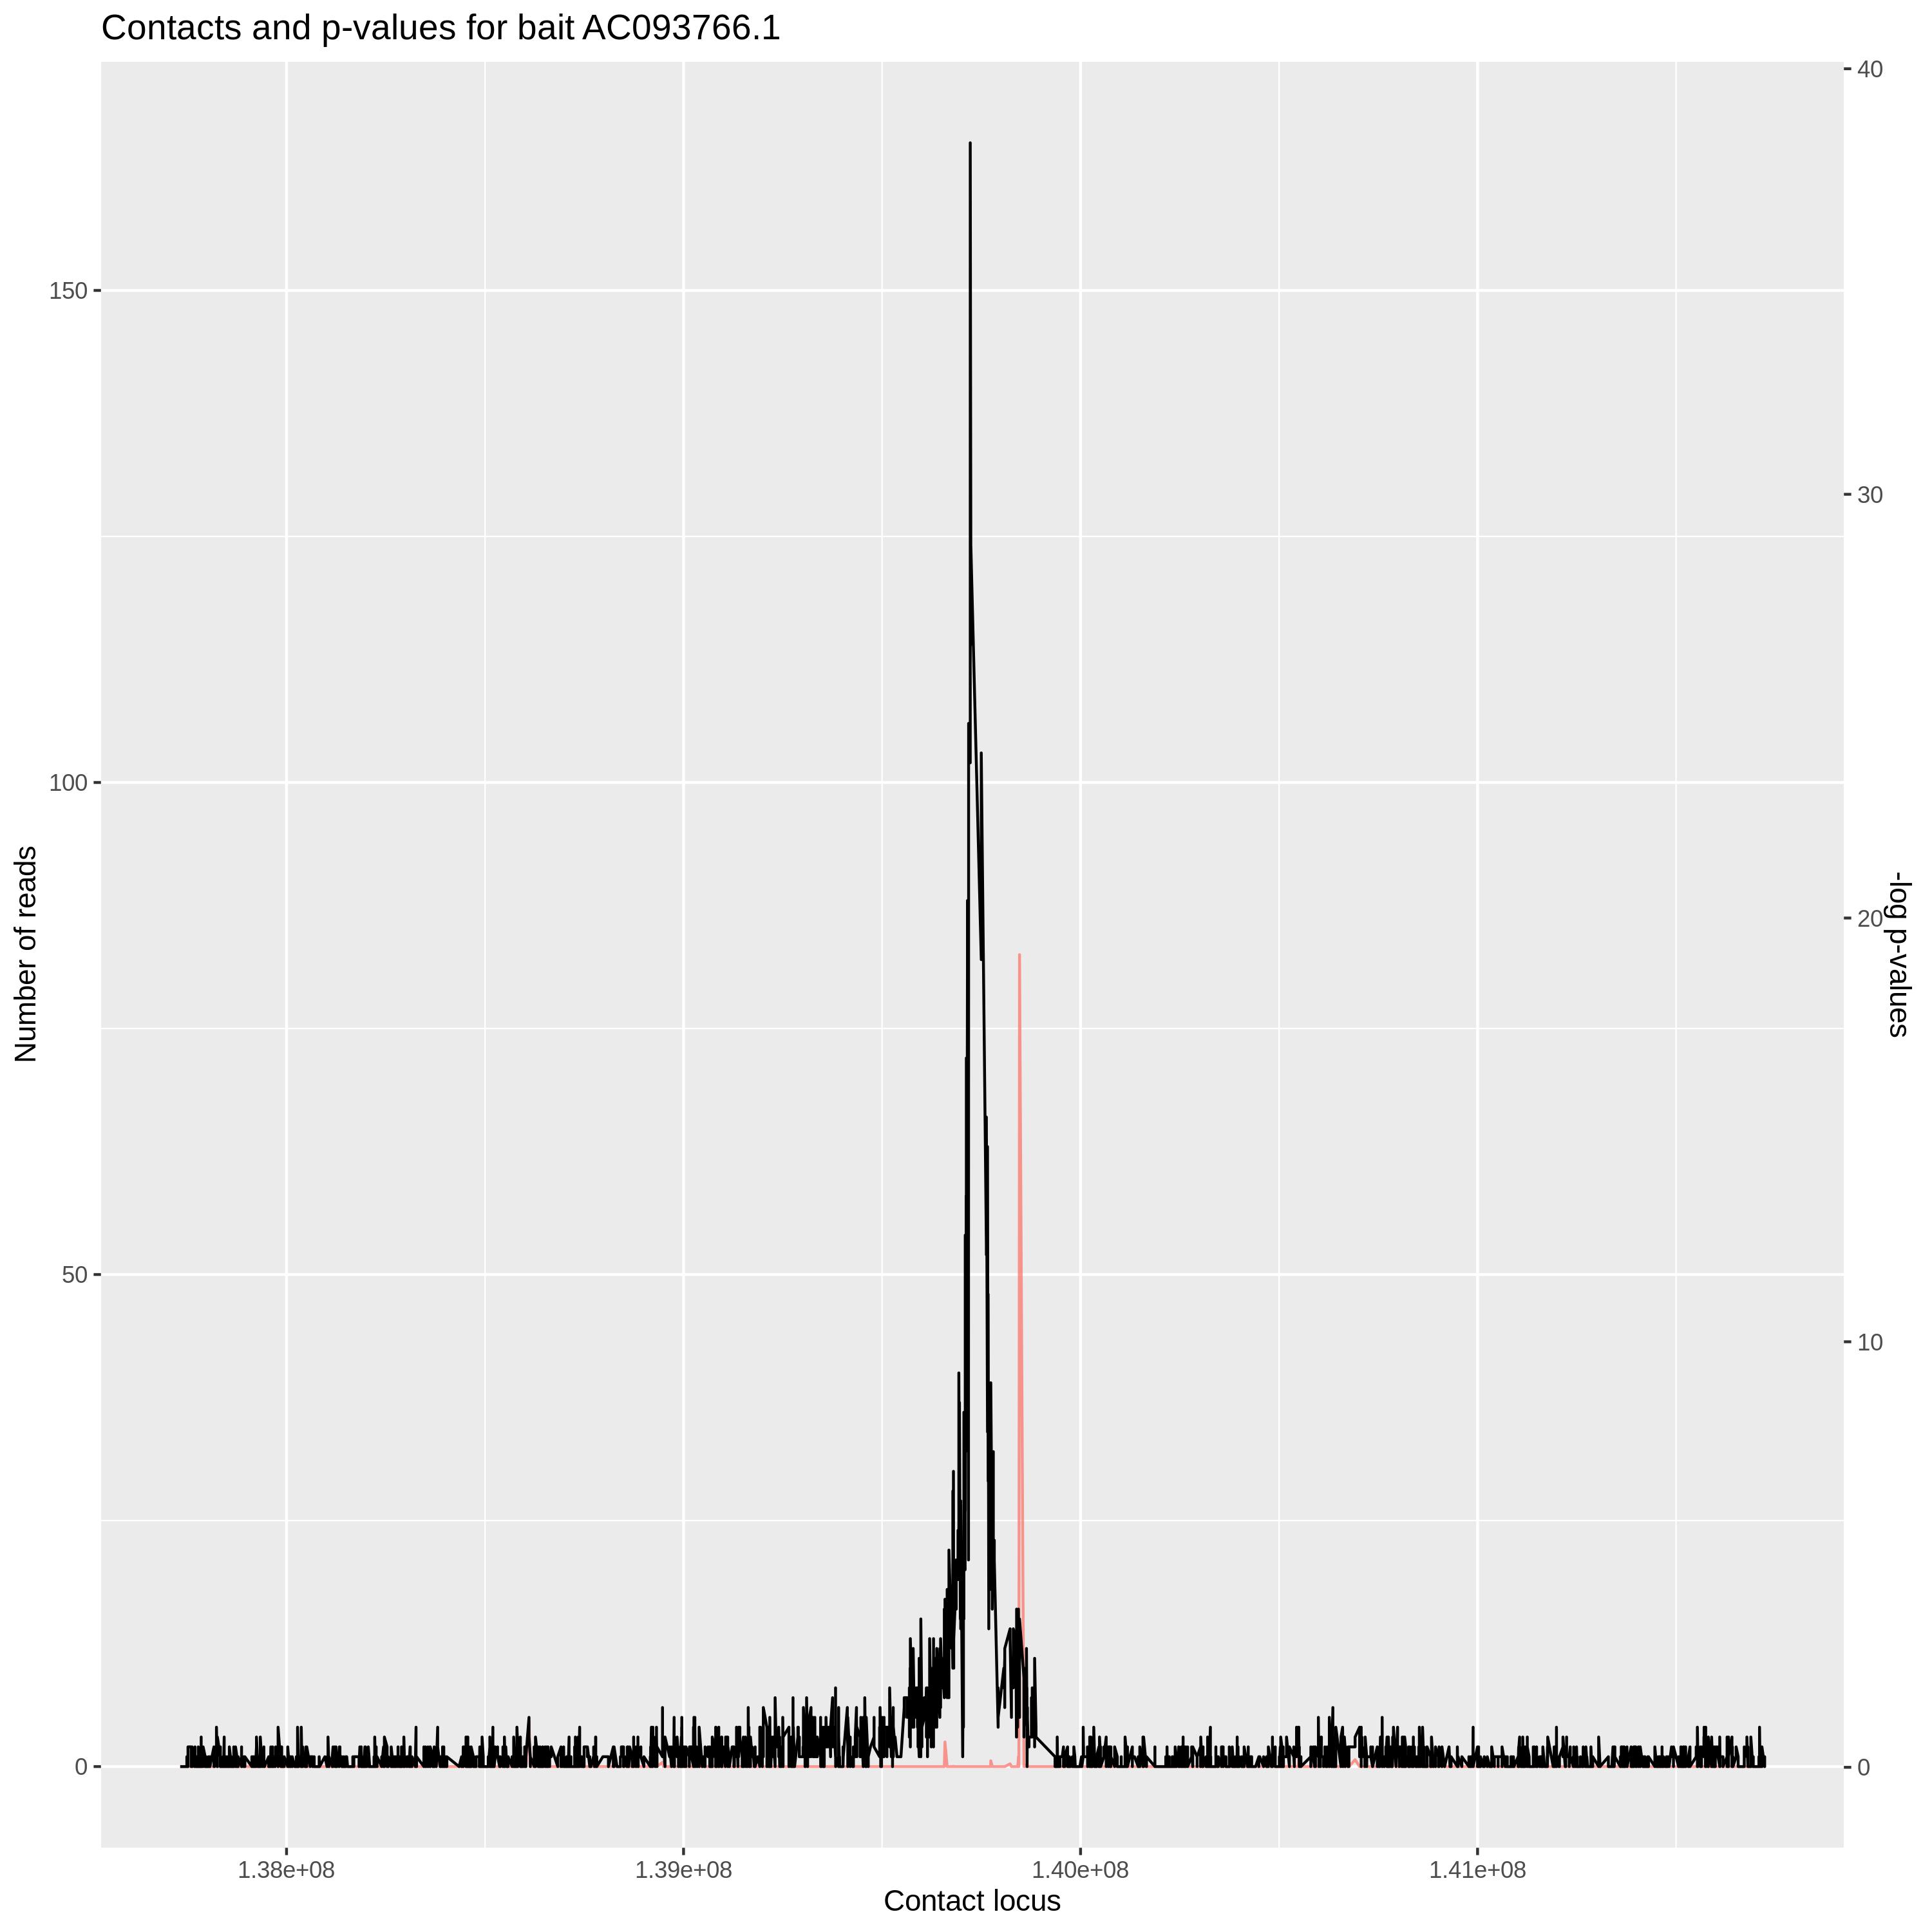 Contacts and p-values for bait AC093766.1
150
100
50
0
Number of reads
40
30
20
10
0
-log p-values
1.38e+08
1.39e+08
1.40e+08
1.41e+08
Contact locus